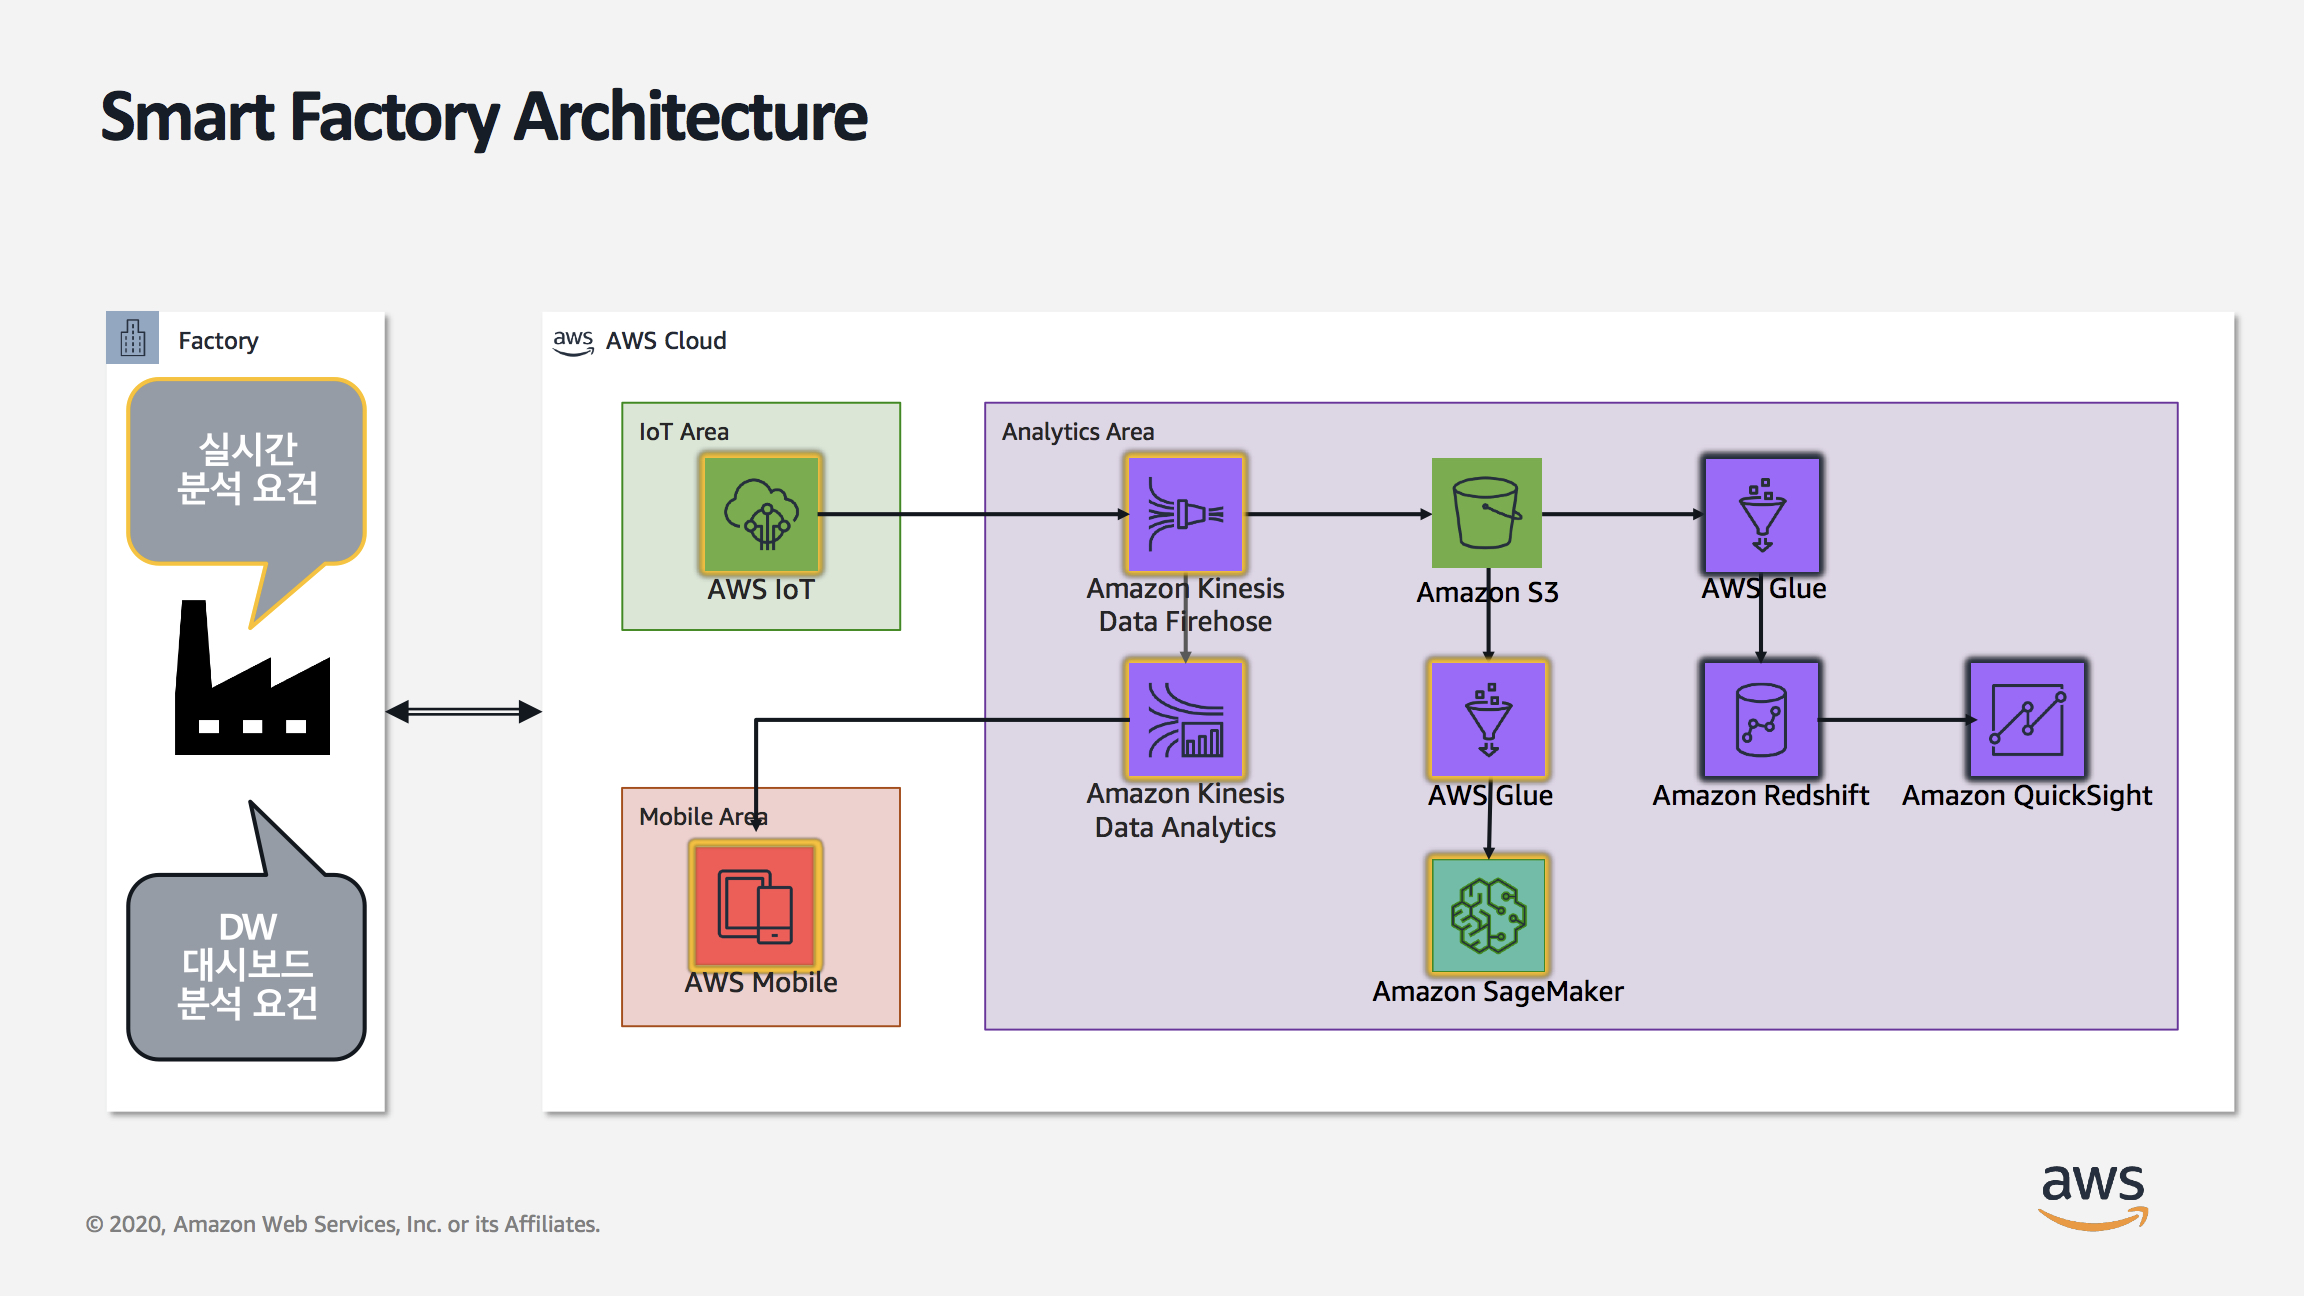 Smart Factory Architecture
Factory
실시간
분석 요건
DW
대시보드
분석 요건
aws
AWS Cloud
IoT Area
AWS IoT
Mobile Area
AWS Mobile
Analytics Area
Amazon Kinesis
Data Firehose
Amazon S3
AWS Glue
Amazon Kinesis
Data Analytics
AWS Glue
Amazon Redshift
Amazon QuickSight
Amazon SageMaker
© 2020, Amazon Web Services, Inc. or its Affiliates.
aws